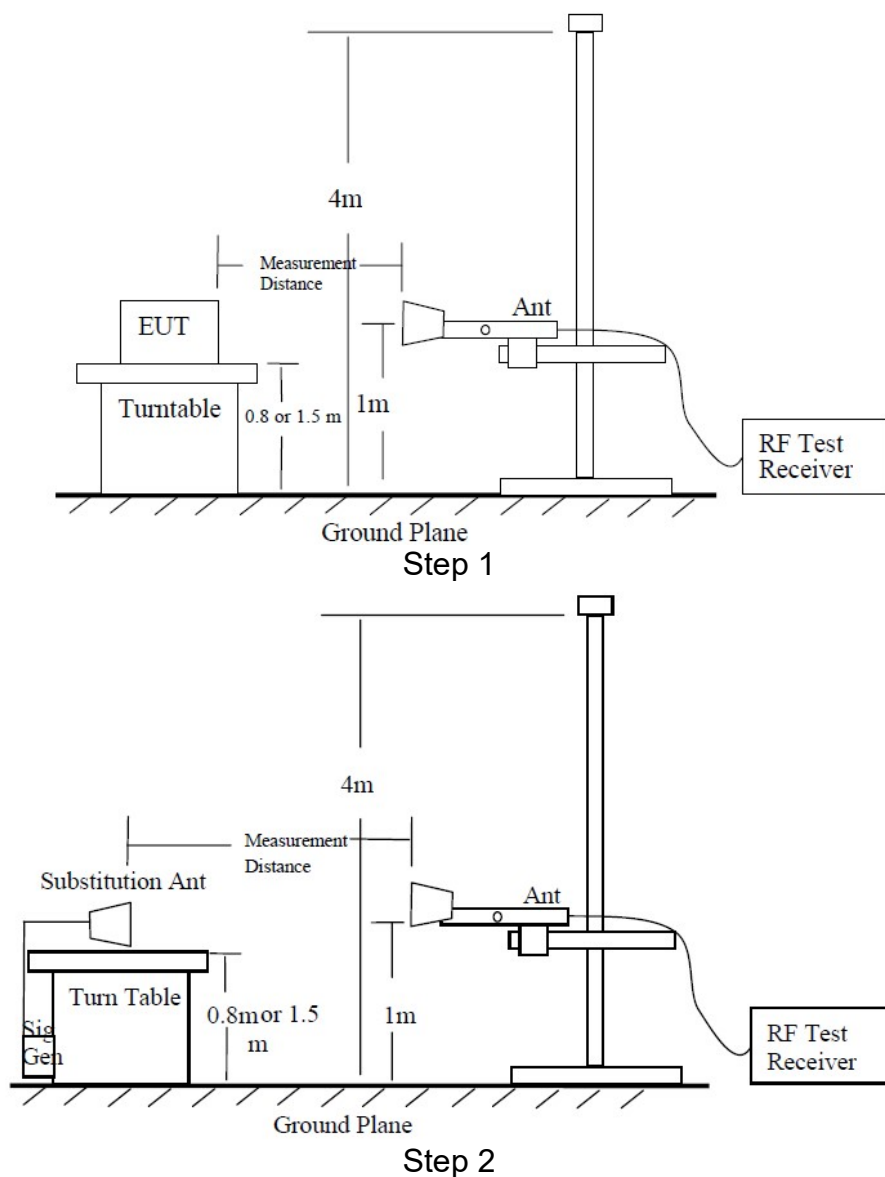 4m
Measurement
Distance
EUT
Ant
Turntable
0.8 or 1.5 m
1m
RF Test
Receiver
Ground Plane
Step 1
4m
Measurement
Distance
Substitution Ant
Ant
Turn Table
0.8m or 1.5
m
1m
Sig
Gen
RF Test
Receiver
Ground Plane
Step 2